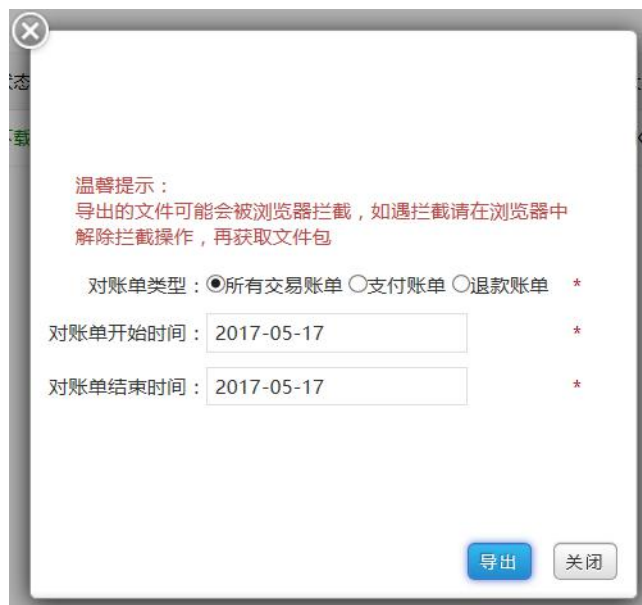 状态
下载
温馨提示：
导出的文件可能会被浏览器拦截，如遇拦截请在浏览器中
解除拦截操作，再获取文件包
对账单类型：所有交易账单 支付账单 退款账单 *
对账单开始时间：2017-05-17 *
对账单结束时间：2017-05-17 *
导出 关闭